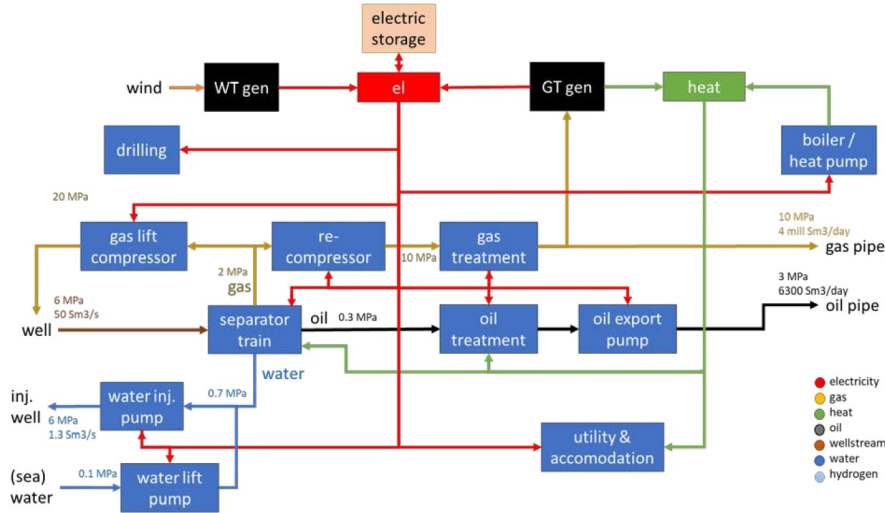 electric
storage
wind
WT gen
el
GT gen
heat
drilling
boiler /
heat pump
20 MPa
gas lift
compressor
re-
compressor
10 MPa
gas
treatment
10 MPa
4 mill Sm3/day
gas pipe
2 MPa
gas
6 MPa
50 Sm3/s
well
separator
train
oil
0.3 MPa
oil
treatment
oil export
pump
3 MPa
6300 Sm3/day
oil pipe
water
inj.
well
6 MPa
1.3 Sm3/s
water inj.
pump
0.7 MPa
utility &
accomodation
(sea)
water
0.1 MPa
water lift
pump
electricity
gas
heat
oil
wellstream
water
hydrogen